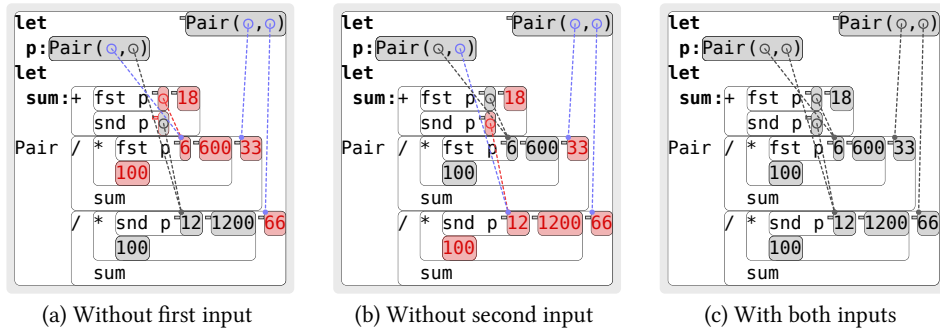 let Pair(○,○)
p:Pair(○,○)
let
sum:+ fst p ○ 18
snd p ○
Pair / * fst p 6 600 33
100
sum
/ * snd p 12 1200 66
100
sum
(a) Without first input
let Pair(○,○)
p:Pair(○,○)
let
sum:+ fst p ○ 18
snd p ○
Pair / * fst p 6 600 33
100
sum
/ * snd p 12 1200 66
100
sum
(b) Without second input
let Pair(○,○)
p:Pair(○,○)
let
sum:+ fst p ○ 18
snd p ○
Pair / * fst p 6 600 33
100
sum
/ * snd p 12 1200 66
100
sum
(c) With both inputs